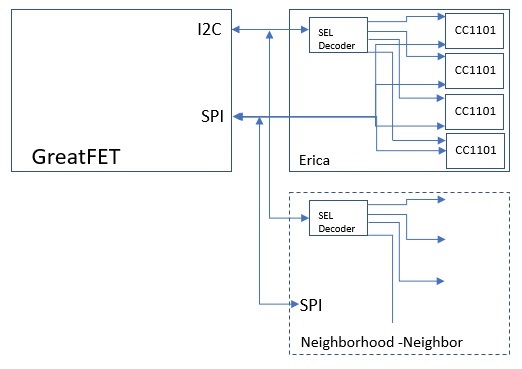 I2C
SPI
GreatFET
SEL
Decoder
CC1101
CC1101
CC1101
CC1101
Erica
SEL
Decoder
SPI
Neighborhood -Neighbor